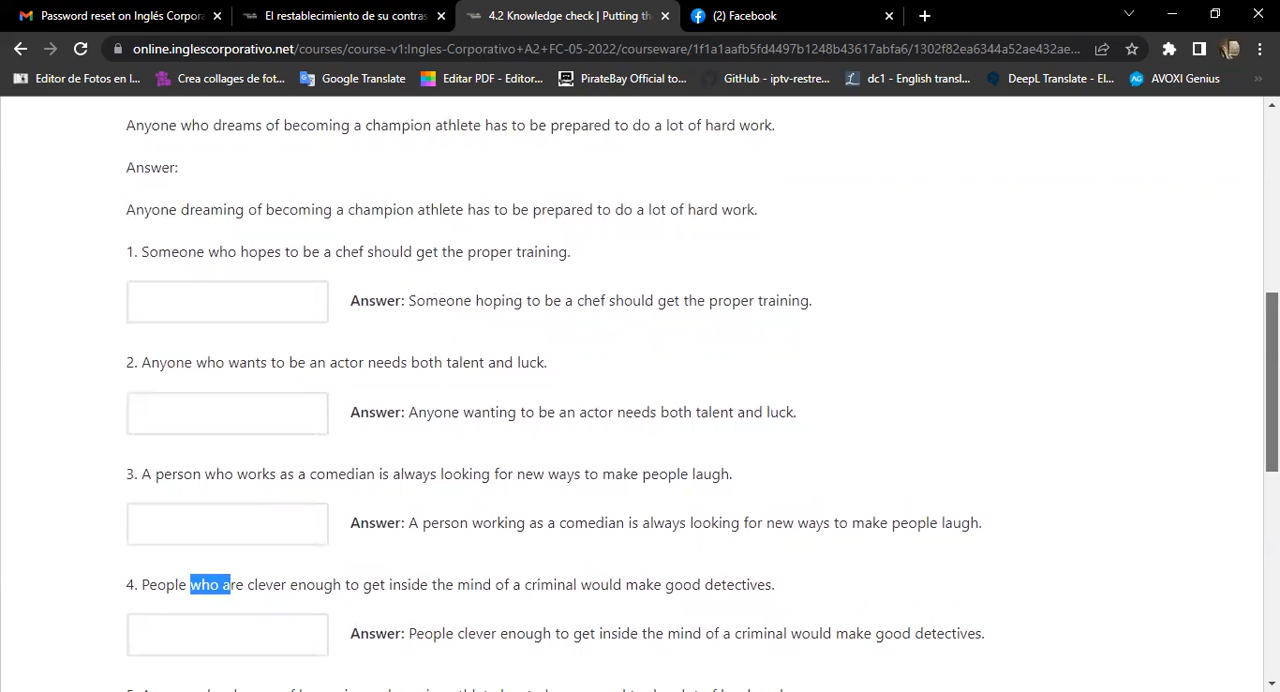 Password reset on Inglés Corpora
El restablecimiento de su contras
4.2 Knowledge check | Putting th
(2) Facebook
online.inglescorporativo.net/courses/course-v1:Ingles-Corporativo+A2+FC-05-2022/courseware/1f1a1aafb5fd4497b1248b43617abfa6/1302f82ea6344a52ae432ae...
Editor de Fotos en l...
Crea collages de fot...
Google Translate
Editar PDF - Editor...
PirateBay Official to...
GitHub - iptv-restre...
dc1 - English transl...
DeepL Translate - El...
AVOXI Genius
Anyone who dreams of becoming a champion athlete has to be prepared to do a lot of hard work.
Answer:
Anyone dreaming of becoming a champion athlete has to be prepared to do a lot of hard work.
1. Someone who hopes to be a chef should get the proper training.
Answer: Someone hoping to be a chef should get the proper training.
2. Anyone who wants to be an actor needs both talent and luck.
Answer: Anyone wanting to be an actor needs both talent and luck.
3. A person who works as a comedian is always looking for new ways to make people laugh.
Answer: A person working as a comedian is always looking for new ways to make people laugh.
4. People who are clever enough to get inside the mind of a criminal would make good detectives.
Answer: People clever enough to get inside the mind of a criminal would make good detectives.